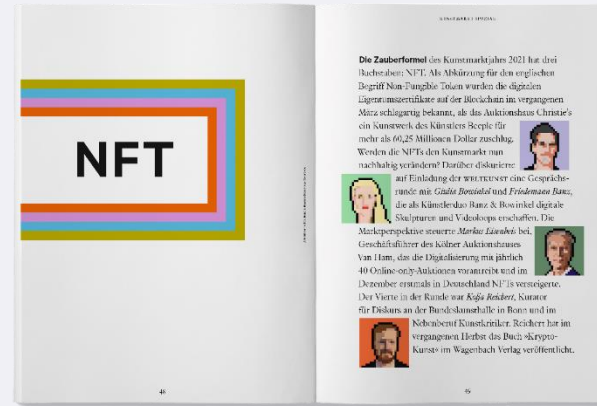 NFT
KUNSTMARKT SPEZIAL
Die Zauberformel des Kunstmarktjahres 2021 hat drei
Buchstaben: NFT. Als Abkürzung für den englischen
Begriff Non-Fungible Token wurden die digitalen
Eigentumszertifikate auf der Blockchain im vergangenen
März schlagartig bekannt, als das Auktionshaus Christie's
ein Kunstwerk des Künstlers Beeple für
mehr als 60,25 Millionen Dollar zuschlug.
Werden die NFTs den Kunstmarkt nun
nachhaltig verändern? Darüber diskutierte
auf Einladung der WELTKUNST eine Gesprächs-
runde mit Giulia Bowinkel und Friedemann Banz,
die als Künstlerduo Banz & Bowinkel digitale
Skulpturen und Videoloops erschaffen. Die
Marktperspektive steuerte Markus Eisenbeis bei,
Geschäftsführer des Kölner Auktionshauses
Van Ham, das die Digitalisierung mit jährlich
40 Online-only-Auktionen vorantreibt und im
Dezember erstmals in Deutschland NFTs versteigerte.
Der Vierte in der Runde war Kolja Reichert, Kurator
für Diskurs an der Bundeskunsthalle in Bonn und im
Nebenberuf Kunstkritiker. Reichert hat im
vergangenen Herbst das Buch »Krypto-
Kunst« im Wagenbach Verlag veröffentlicht.